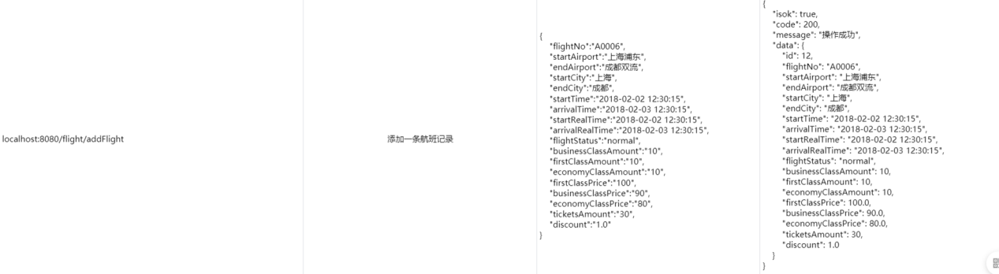 localhost:8080/flight/addFlight
添加一条航班记录
{
"flightNo":"A0006",
"startAirport":"上海浦东",
"endAirport":"成都双流",
"startCity":"上海",
"endCity":"成都",
"startTime":"2018-02-02 12:30:15",
"arrivalTime":"2018-02-03 12:30:15",
"startRealTime":"2018-02-02 12:30:15",
"arrivalRealTime":"2018-02-03 12:30:15",
"flightStatus":"normal",
"businessClassAmount":"10",
"firstClassAmount":"10",
"economyClassAmount":"10",
"firstClassPrice":"100",
"businessClassPrice":"90",
"economyClassPrice":"80",
"ticketsAmount":"30",
"discount":"1.0"
}
{
"isok": true,
"code": 200,
"message": "操作成功",
"data": {
"id": 12,
"flightNo": "A0006",
"startAirport": "上海浦东",
"endAirport": "成都双流",
"startCity": "上海",
"endCity": "成都",
"startTime": "2018-02-02 12:30:15",
"arrivalTime": "2018-02-03 12:30:15",
"startRealTime": "2018-02-02 12:30:15",
"arrivalRealTime": "2018-02-03 12:30:15",
"flightStatus": "normal",
"businessClassAmount": 10,
"firstClassAmount": 10,
"economyClassAmount": 10,
"firstClassPrice": 100.0,
"businessClassPrice": 90.0,
"economyClassPrice": 80.0,
"ticketsAmount": 30,
"discount": 1.0
}
}